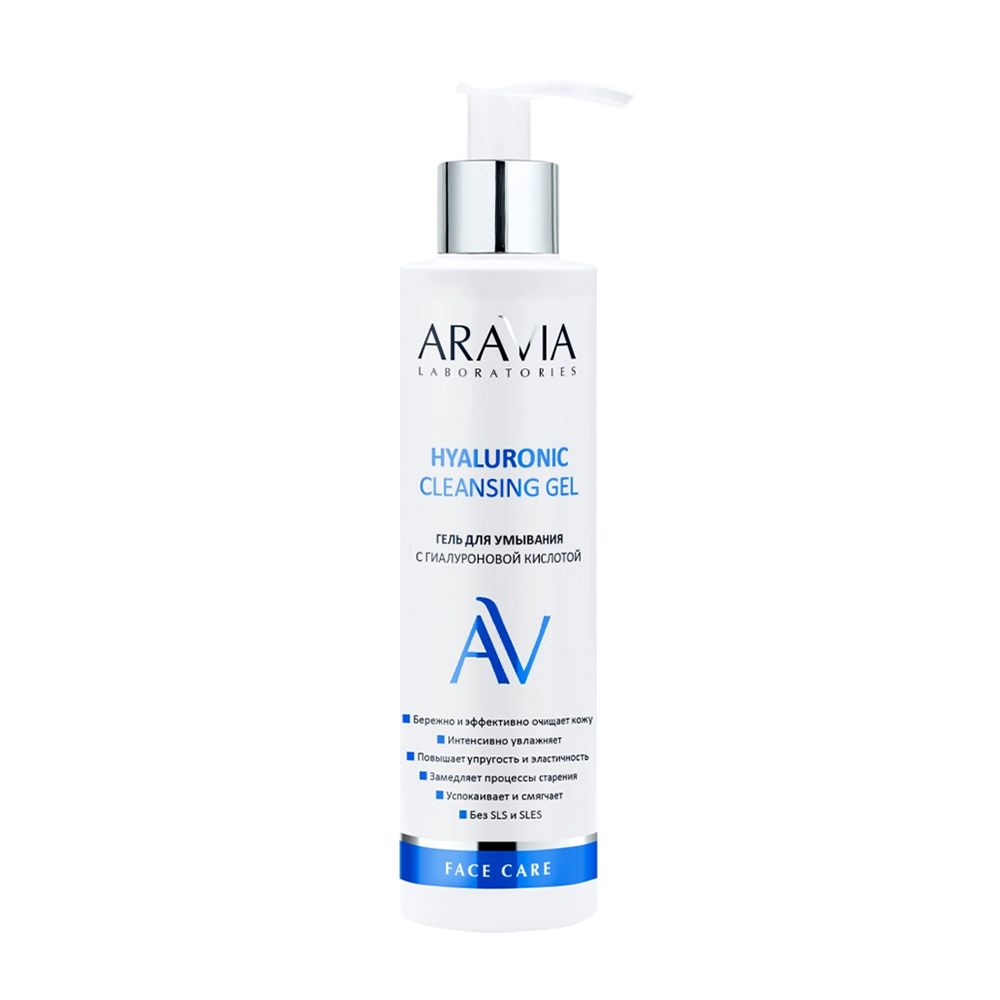 ARAVIA
LABORATORIES
HYALURONIC
CLEANSING GEL
ГЕЛЬ ДЛЯ УМЫВАНИЯ
С ГИАЛУРОНОВОЙ КИСЛОТОЙ
AV
Бережно и эффективно очищает кожу
Интенсивно увлажняет
Повышает упругость и эластичность
Замедляет процессы старения
Успокаивает и смягчает
Без SLS и SLES
FACE CARE